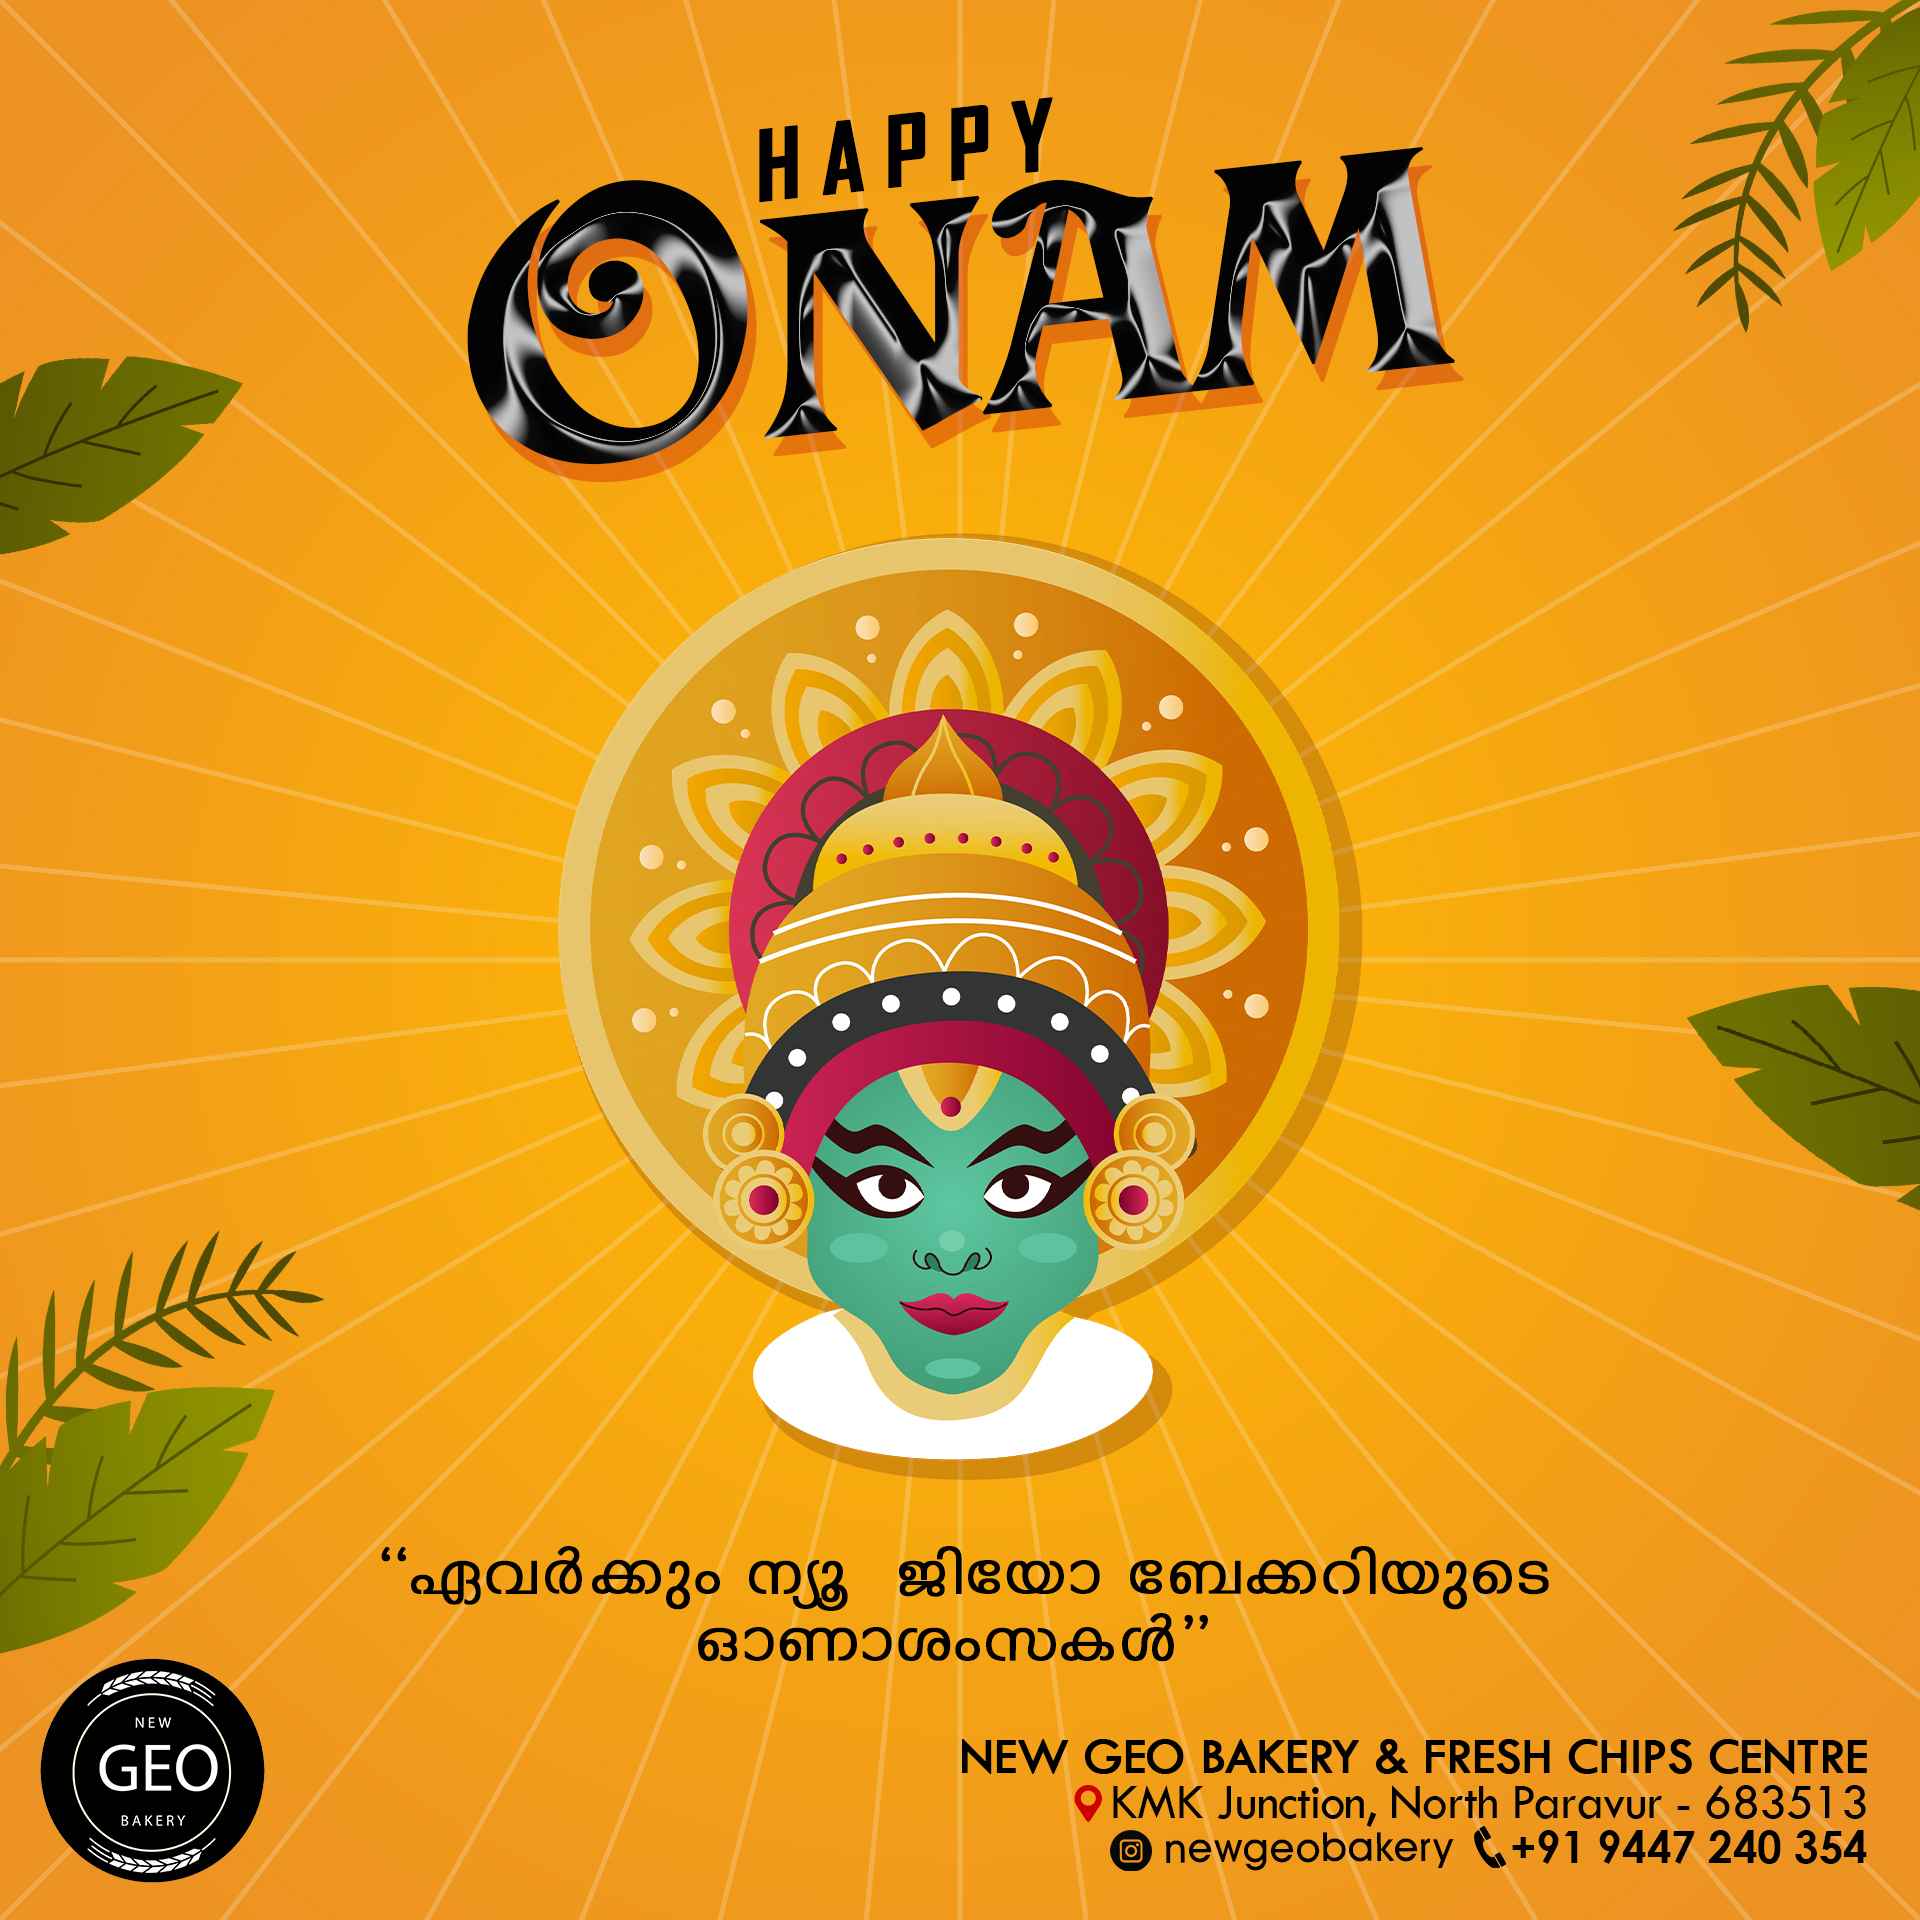 HAPPY
ONAM
“ഏവർക്കും ന്യൂ ജിയോ ബേക്കറിയുടെ
ഓണാശംസകൾ”
NEW
GEO
BAKERY
NEW GEO BAKERY & FRESH CHIPS CENTRE
KMK Junction, North Paravur - 683513
newgeobakery +91 9447 240 354